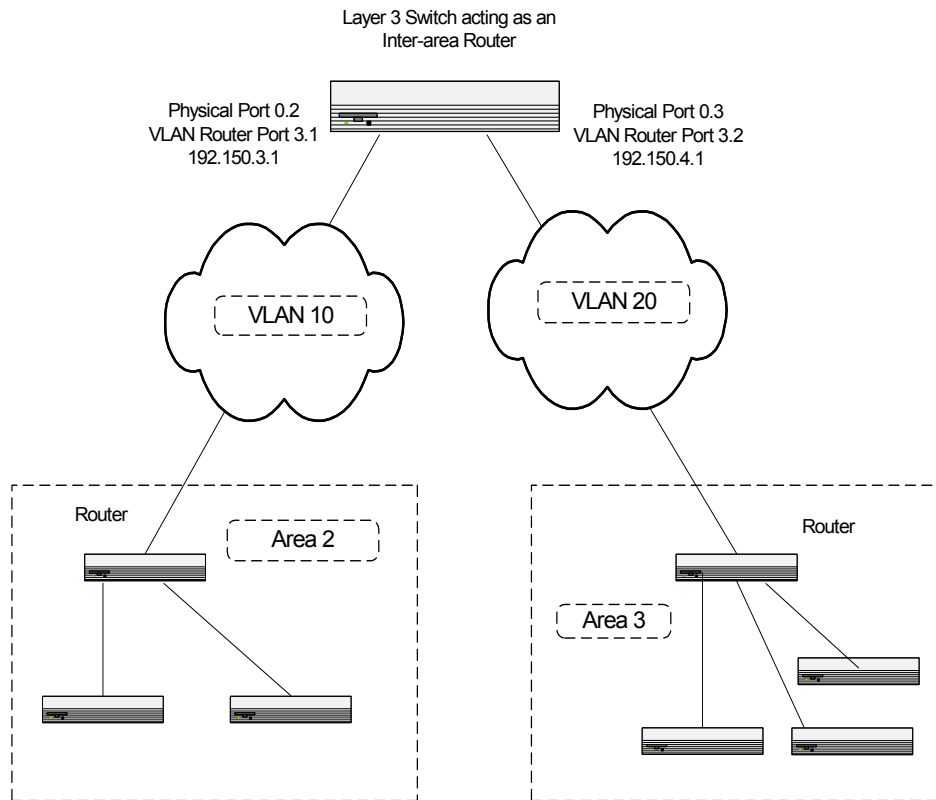 Layer 3 Switch acting as an
Inter-area Router
Physical Port 0.2
VLAN Router Port 3.1
192.150.3.1
Physical Port 0.3
VLAN Router Port 3.2
192.150.4.1
VLAN 10
VLAN 20
Router
Area 2
Router
Area 3